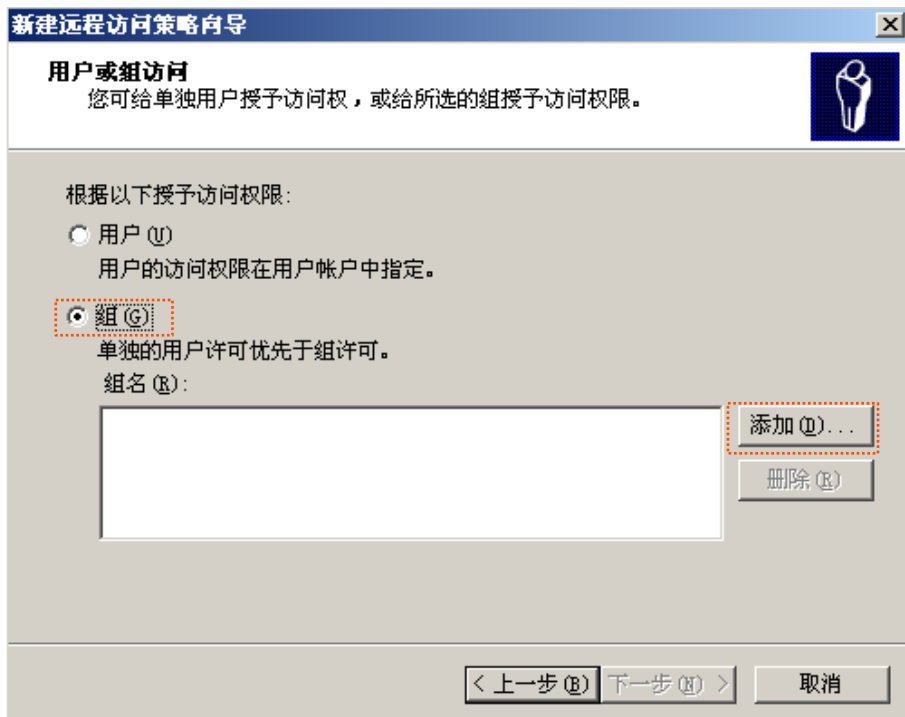 新建远程访问策略向导
用户或组访问
您可给单独用户授予访问权，或给所选的组授予访问权限。
根据以下授予访问权限:
用户(U)
用户的访问权限在用户帐户中指定。
组(G)
单独的用户许可优先于组许可。
组名(R):
添加(D)...
删除(R)
< 上一步(B)
下一步(N) >
取消